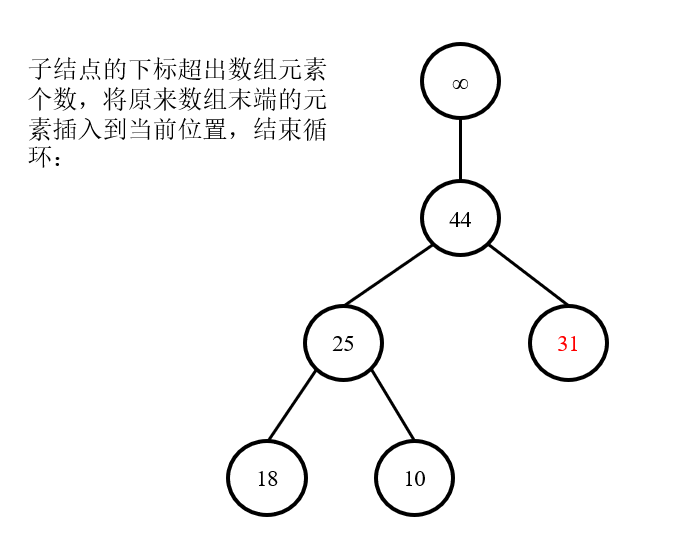 子结点的下标超出数组元素
个数，将原来数组末端的元
素插入到当前位置，结束循
环：
∞
44
25
31
18
10